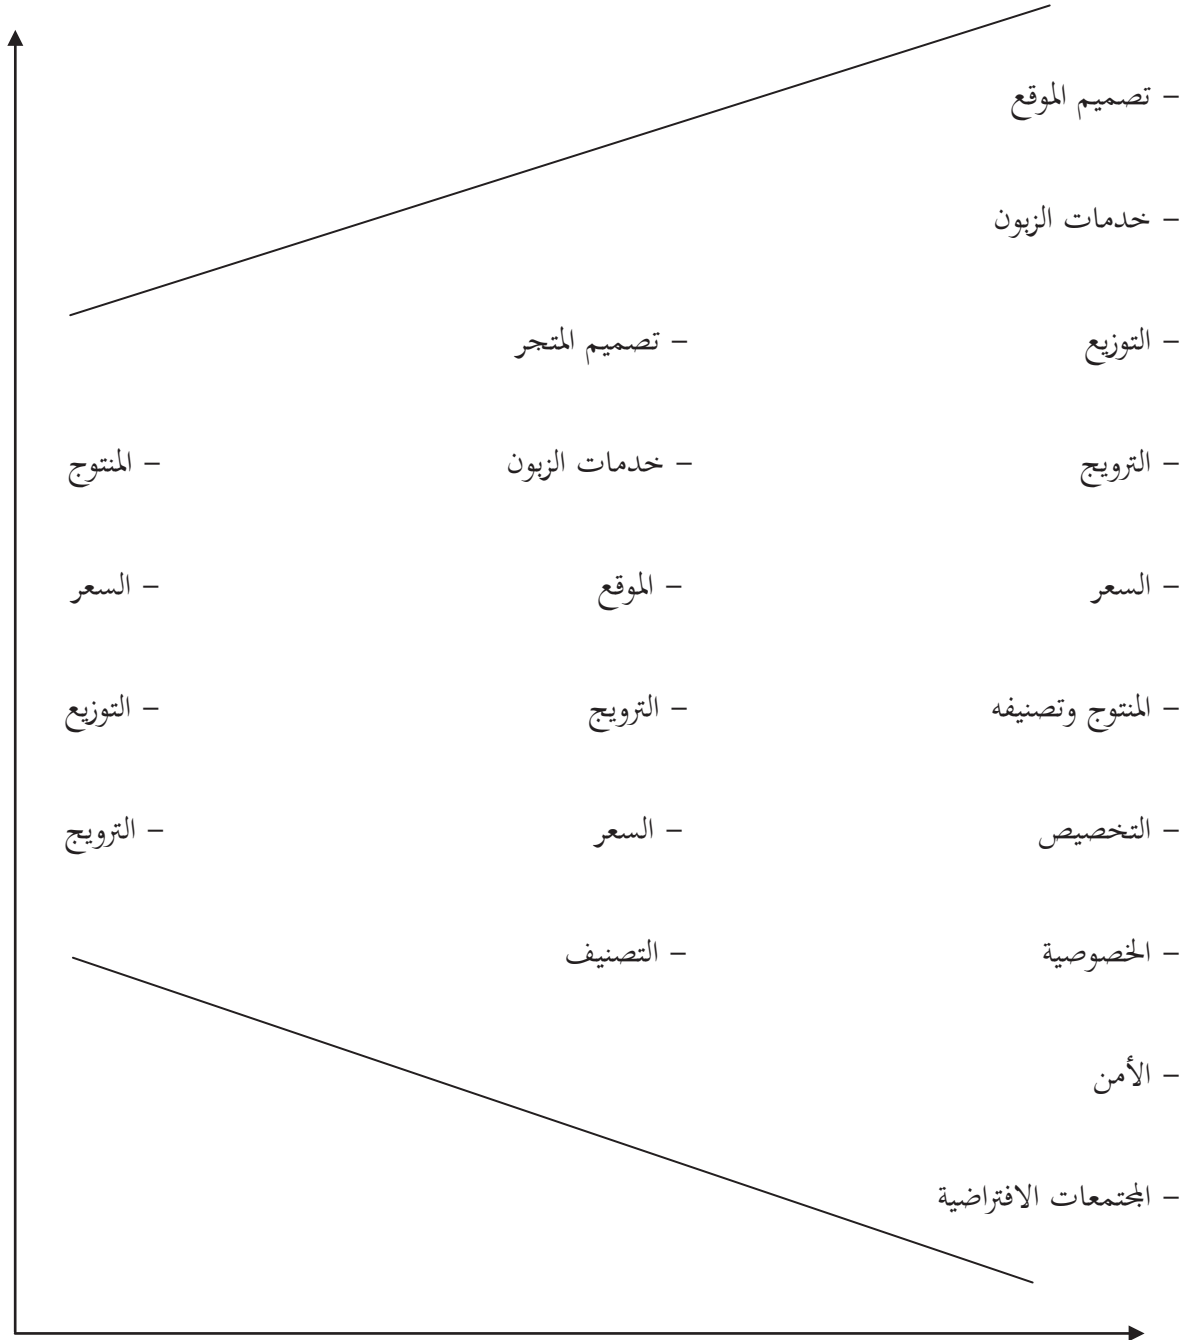 – تصميم الموقع
– خدمات الزبون
– التوزيع
– تصميم المتجر
– الترويج
– خدمات الزبون
– المنتوج
– السعر
– الموقع
– السعر
– المنتوج وتصنيفه
– الترويج
– التوزيع
– التخصيص
– السعر
– الترويج
– الخصوصية
– التصنيف
– الأمن
– المجتمعات الافتراضية